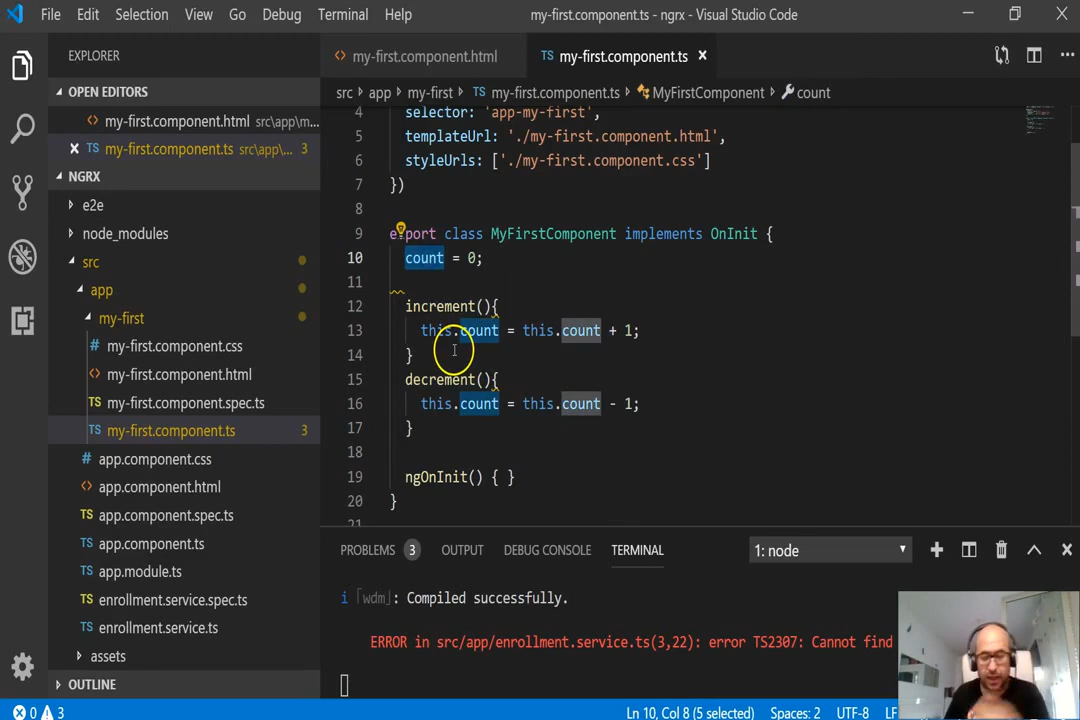 File Edit Selection View Go Debug Terminal Help my-first.component.ts - ngrx - Visual Studio Code
EXPLORER
OPEN EDITORS
my-first.component.html src\app\m...
my-first.component.ts src\app\... 3
NGRX
e2e
node_modules
src
app
my-first
my-first.component.css
my-first.component.html
my-first.component.spec.ts
my-first.component.ts 3
app.component.css
app.component.html
app.component.spec.ts
app.component.ts
app.module.ts
enrollment.service.spec.ts
enrollment.service.ts
assets
OUTLINE
my-first.component.html my-first.component.ts
src app my-first my-first.component.ts MyFirstComponent count
4 selector: 'app-my-first',
5 templateUrl: './my-first.component.html',
6 styleUrls: ['./my-first.component.css']
7 })
8
9 export class MyFirstComponent implements OnInit {
10 count = 0;
11
12 increment(){
13 this.count = this.count + 1;
14 }
15 decrement(){
16 this.count = this.count - 1;
17 }
18
19 ngOnInit() { }
20 }
21
PROBLEMS 3 OUTPUT DEBUG CONSOLE TERMINAL 1: node
i ｢wdm｣: Compiled successfully.
ERROR in src/app/enrollment.service.ts(3,22): error TS2307: Cannot find
0 3 Ln 10, Col 8 (5 selected) Spaces: 2 UTF-8 LF